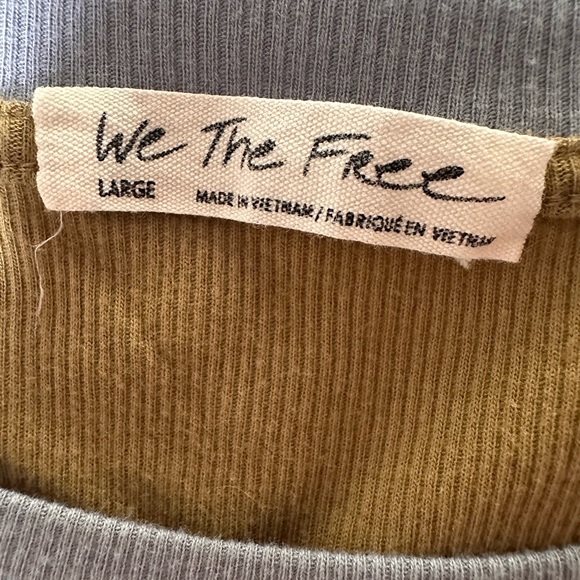 We The Free
LARGE
MADE IN VIETNAM / FABRIQUÉ EN VIETNAM